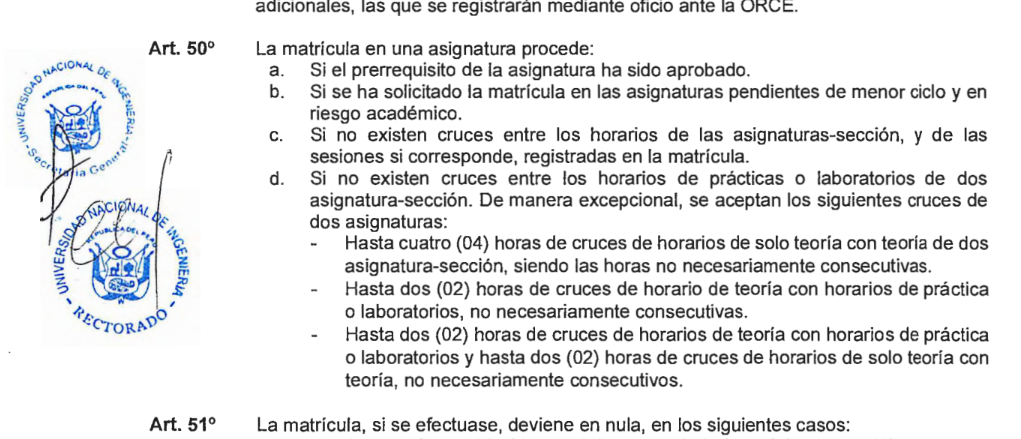 adicionales, las que se registrarán mediante oficio ante la ORCE.
Art. 50º La matrícula en una asignatura procede:
a. Si el prerrequisito de la asignatura ha sido aprobado.
b. Si se ha solicitado la matrícula en las asignaturas pendientes de menor ciclo y en
riesgo académico.
c. Si no existen cruces entre los horarios de las asignaturas-sección, y de las
sesiones si corresponde, registradas en la matrícula.
d. Si no existen cruces entre los horarios de prácticas o laboratorios de dos
asignatura-sección. De manera excepcional, se aceptan los siguientes cruces de
dos asignaturas:
- Hasta cuatro (04) horas de cruces de horarios de solo teoría con teoría de dos
asignatura-sección, siendo las horas no necesariamente consecutivas.
- Hasta dos (02) horas de cruces de horario de teoría con horarios de práctica
o laboratorios, no necesariamente consecutivas.
- Hasta dos (02) horas de cruces de horarios de teoría con horarios de práctica
o laboratorios y hasta dos (02) horas de cruces de horarios de solo teoría con
teoría, no necesariamente consecutivos.
Art. 51º La matrícula, si se efectuase, deviene en nula, en los siguientes casos:
UNIVERSIDAD NACIONAL DE INGENIERIA
REPUBLICA DEL PERU
Secretaria General
UNIVERSIDAD NACIONAL DE INGENIERIA
REPUBLICA DEL PERU
RECTORADO